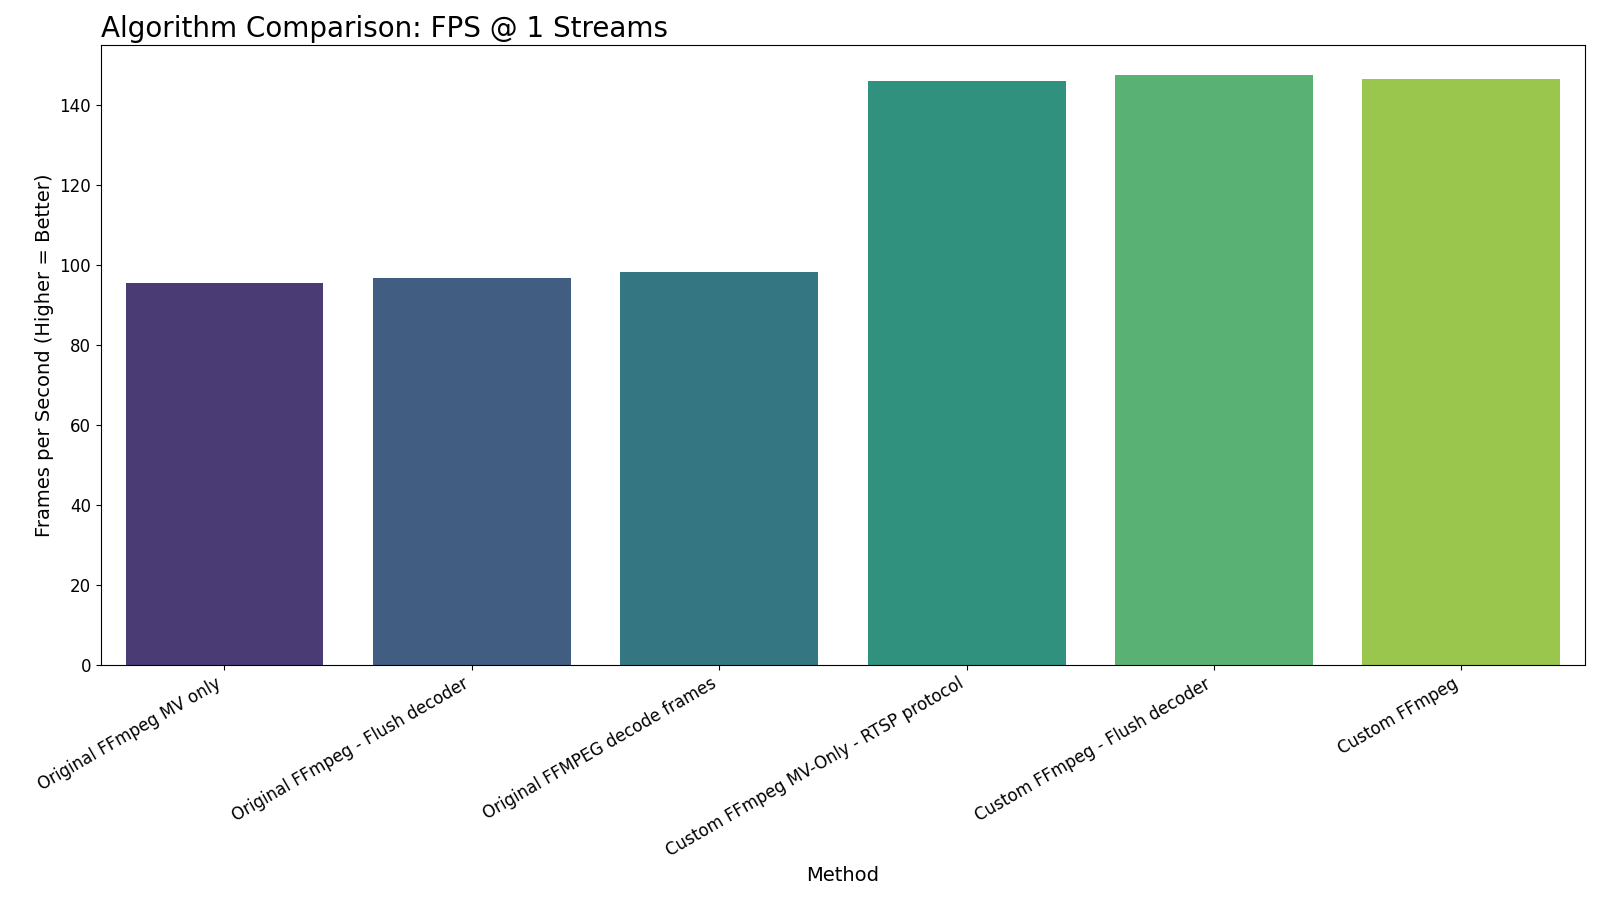 Algorithm Comparison: FPS @ 1 Streams
Frames per Second (Higher = Better)
140
120
100
80
60
40
20
0
Original FFmpeg MV only
Original FFmpeg - Flush decoder
Original FFMPEG decode frames
Custom FFmpeg MV-Only - RTSP protocol
Custom FFmpeg - Flush decoder
Custom FFmpeg
Method